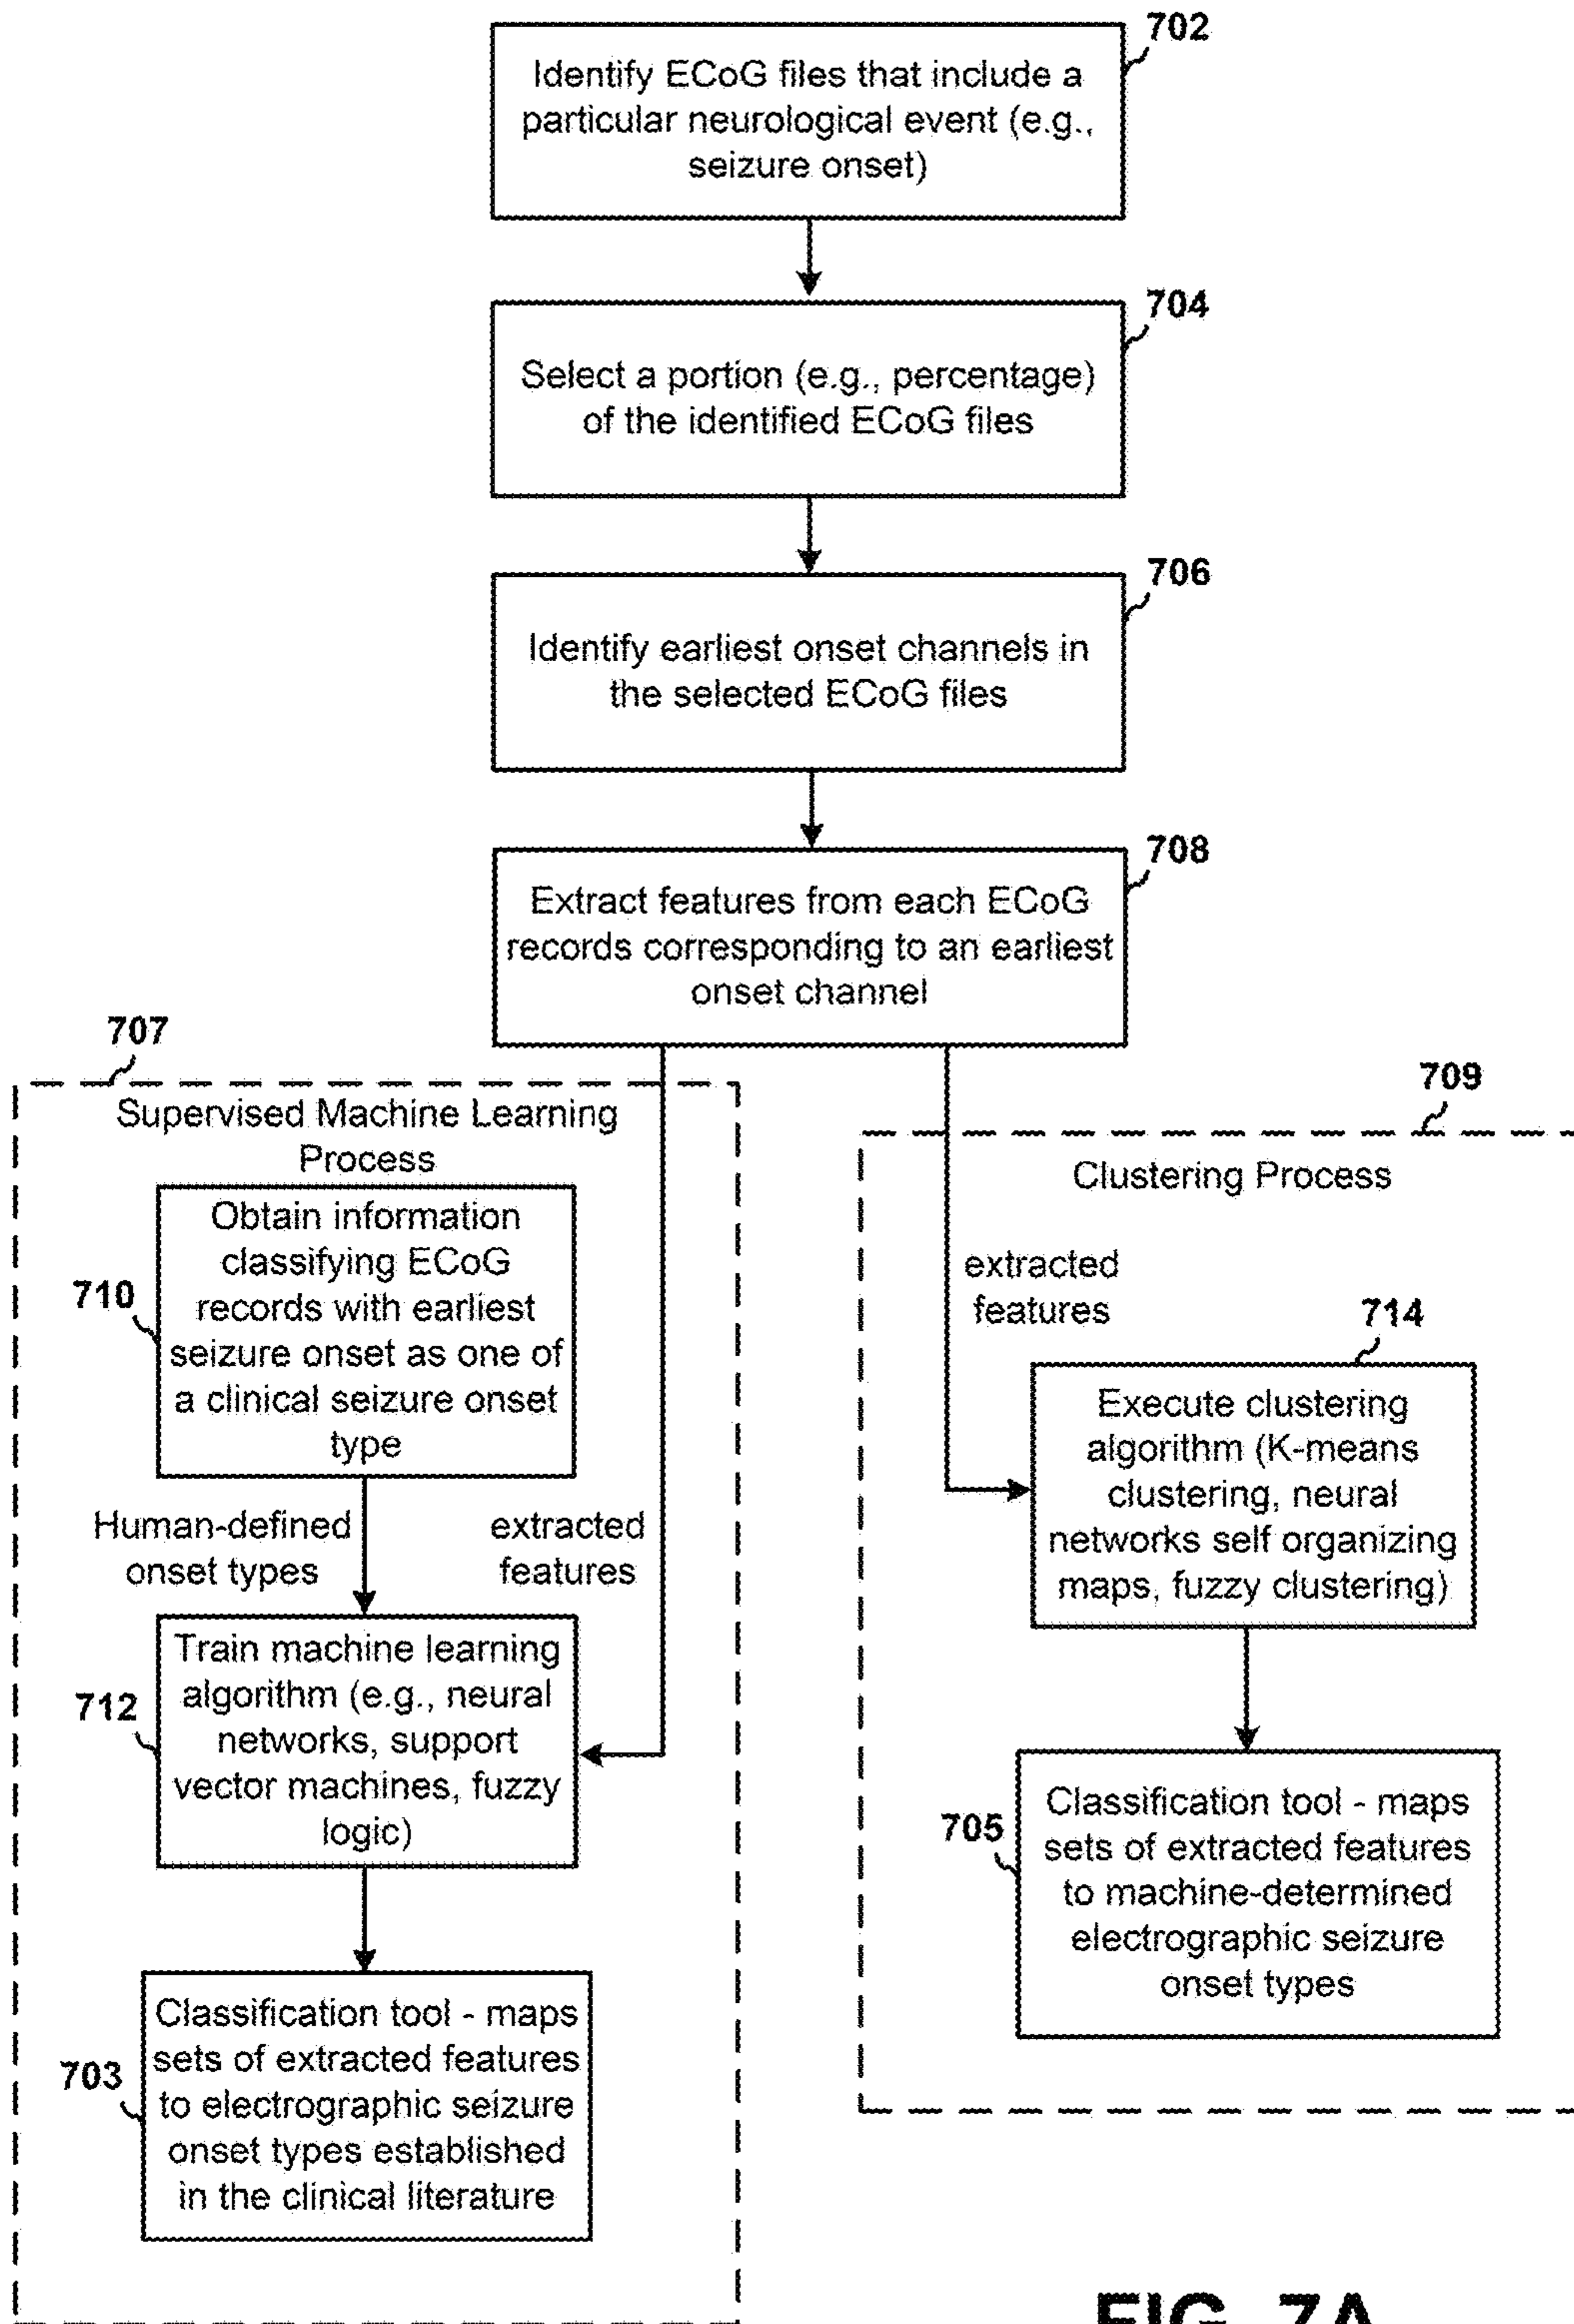 702
Identify ECoG files that include a
particular neurological event (e.g.,
seizure onset)
704
Select a portion (e.g., percentage)
of the identified ECoG files
706
Identify earliest onset channels in
the selected ECoG files
708
Extract features from each ECoG
records corresponding to an earliest
onset channel
707
Supervised Machine Learning
Process
710
Obtain information
classifying ECoG
records with earliest
seizure onset as one of
a clinical seizure onset
type
Human-defined
onset types
extracted
features
712
Train machine learning
algorithm (e.g., neural
networks, support
vector machines, fuzzy
logic)
703
Classification tool - maps
sets of extracted features
to electrographic seizure
onset types established
in the clinical literature
709
Clustering Process
extracted
features
714
Execute clustering
algorithm (K-means
clustering, neural
networks self organizing
maps, fuzzy clustering)
705
Classification tool - maps
sets of extracted features
to machine-determined
electrographic seizure
onset types
FIG. 7A